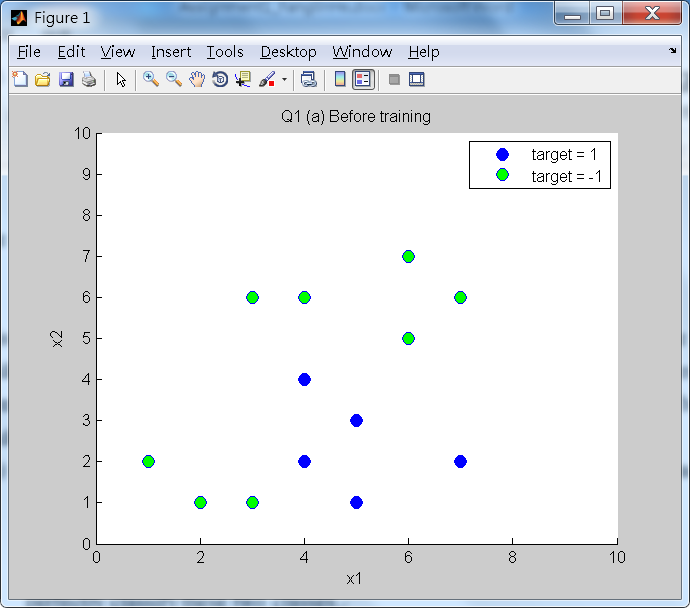 Figure 1
File Edit View Insert Tools Desktop Window Help
Q1 (a) Before training
target = 1
target = -1
10
9
8
7
6
5
4
3
2
1
0
x2
0 2 4 6 8 10
x1